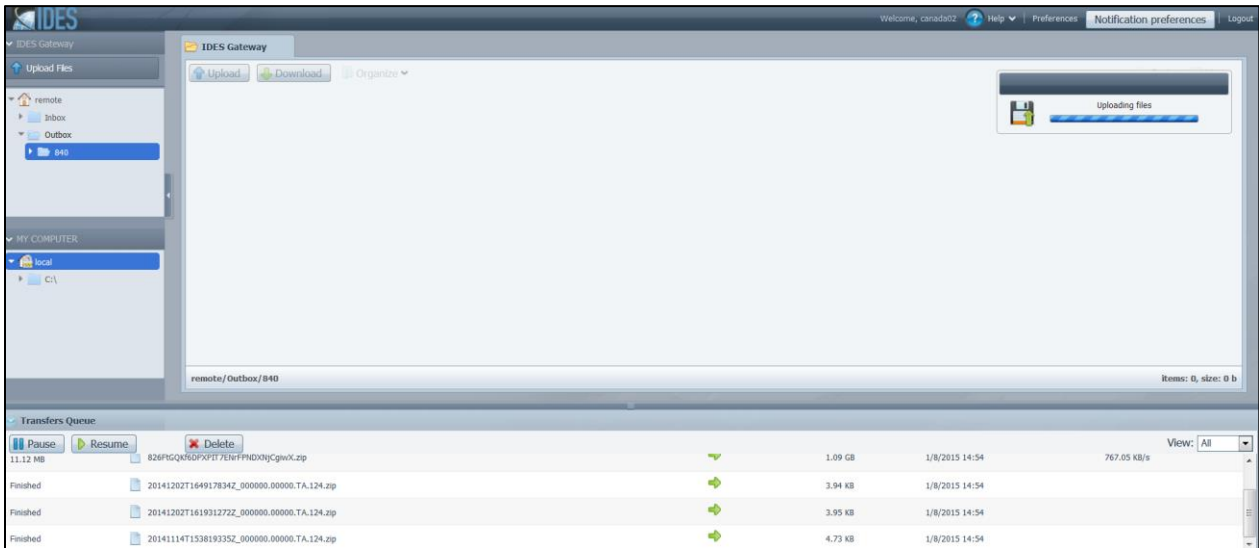 IDES
Welcome, canada02 ? Help | Preferences Notification preferences | Logout
IDES Gateway
Upload Files
remote
Inbox
Outbox
840
MY COMPUTER
local
C:\
IDES Gateway
Upload Download Organize
Uploading files
remote/Outbox/840 items: 0, size: 0 b
Transfers Queue
Pause Resume Delete View: All
11.12 MB 1.09 GB 1/8/2015 14:54 767.05 KB/s
Finished 20141202T164917834Z_000000.00000.TA.124.zip 3.94 KB 1/8/2015 14:54
Finished 20141202T161931272Z_000000.00000.TA.124.zip 3.95 KB 1/8/2015 14:54
Finished 20141114T153819335Z_000000.00000.TA.124.zip 4.73 KB 1/8/2015 14:54